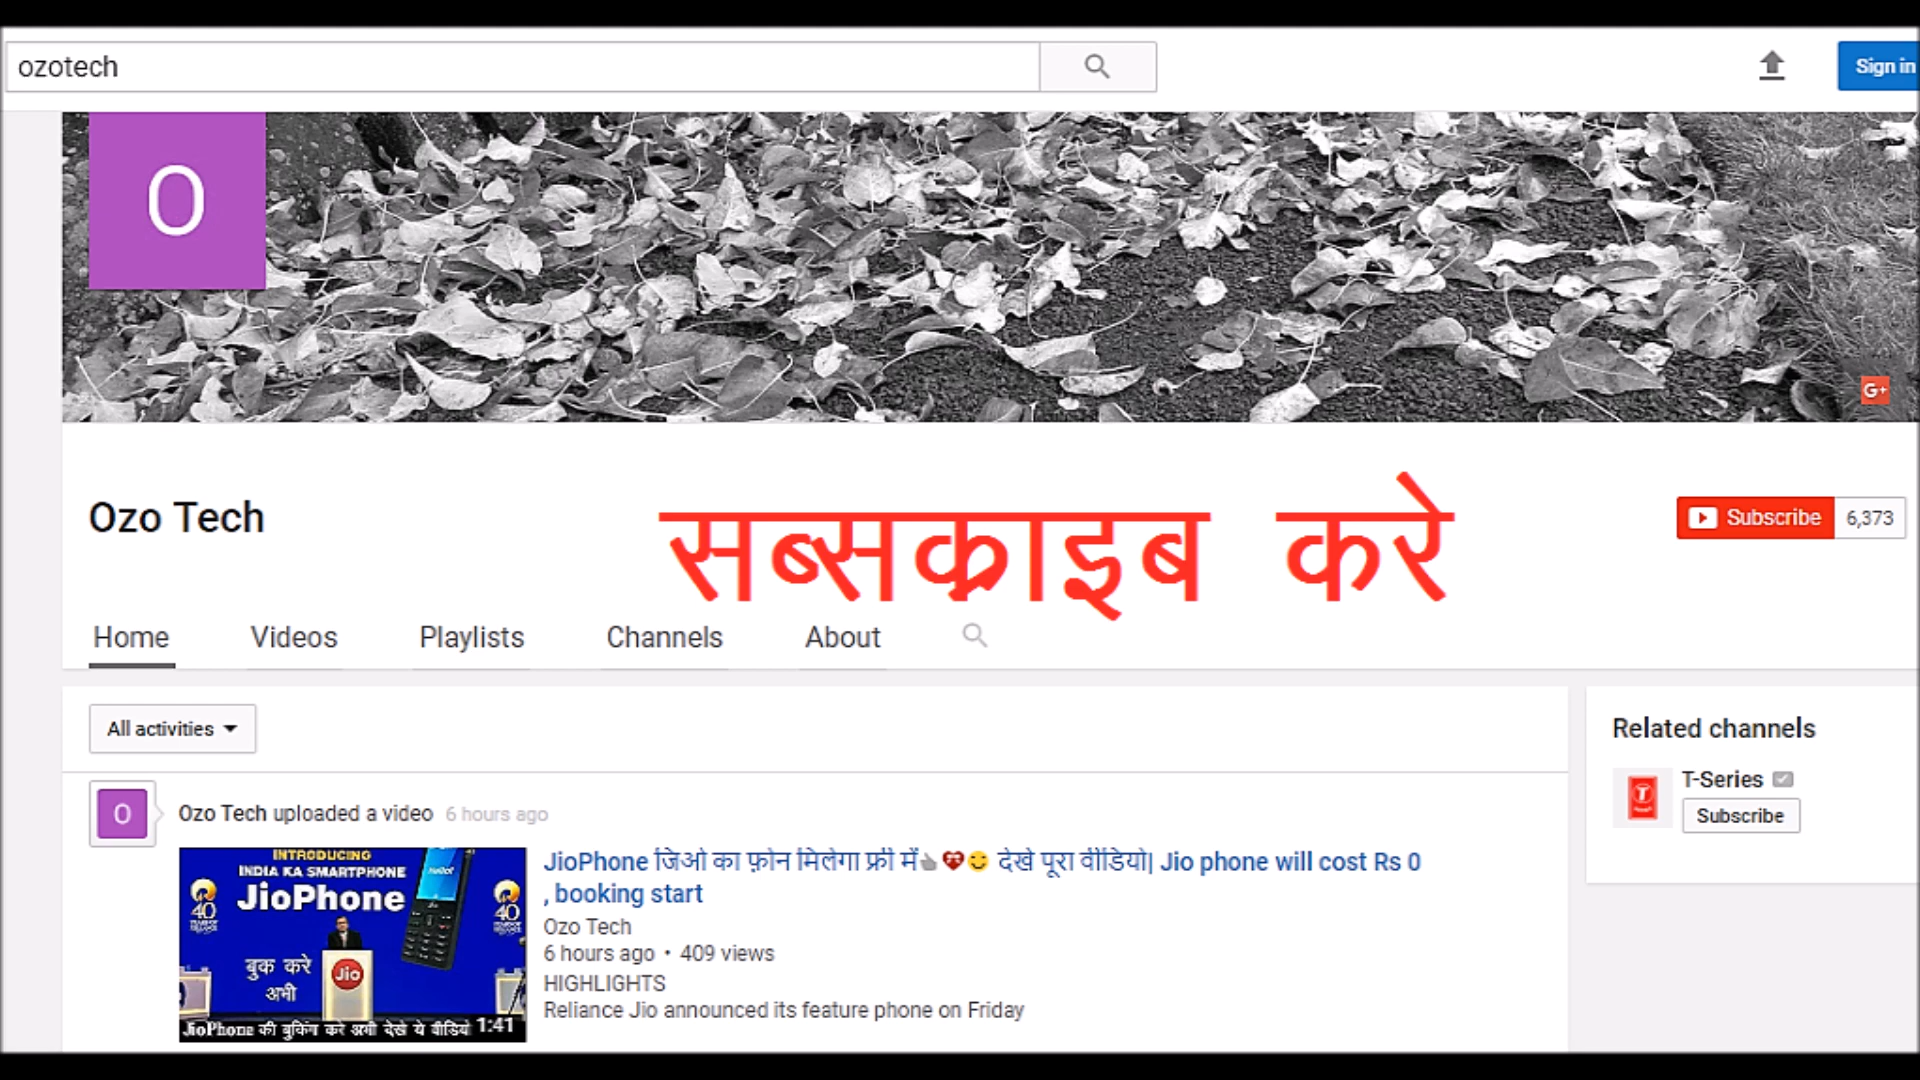 ozotech
Sign in
O
G+
Ozo Tech
सब्सक्राइब करे
Subscribe 6,373
Home Videos Playlists Channels About
All activities
Related channels
T-Series
Subscribe
O
Ozo Tech uploaded a video 6 hours ago
INTRODUCING
INDIA KA SMARTPHONE
JioPhone
40
40
बुक करे
अभी
Jio
JioPhone की बुकिंग करे अभी देखे ये वीडियो 1:41
JioPhone जिओ का फ़ोन मिलेगा फ्री में👍💖😊 देखे पूरा वीडियो| Jio phone will cost Rs 0
, booking start
Ozo Tech
6 hours ago • 409 views
HIGHLIGHTS
Reliance Jio announced its feature phone on Friday